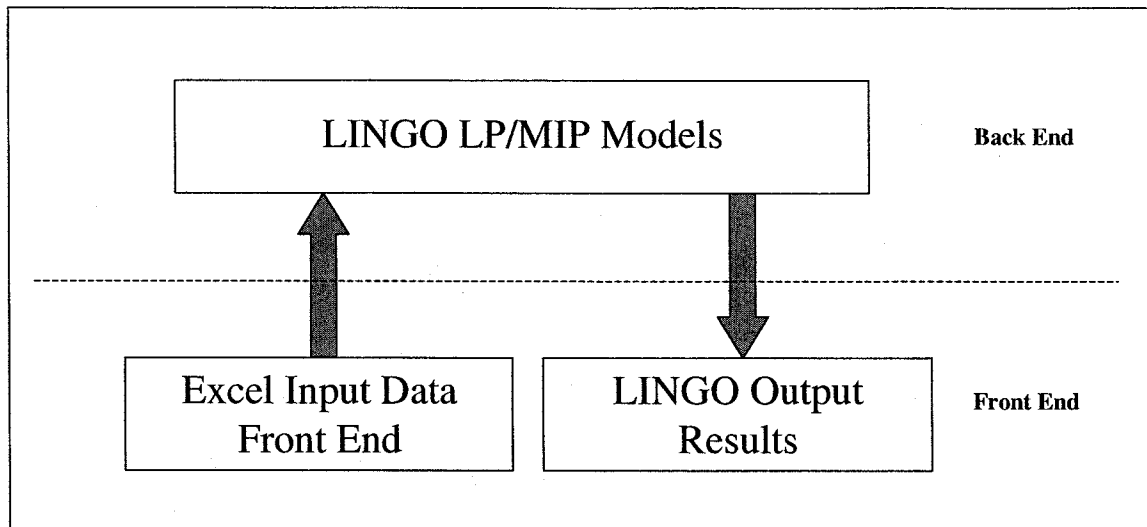 LINGO LP/MIP Models
Back End
Excel Input Data
Front End
LINGO Output
Results
Front End